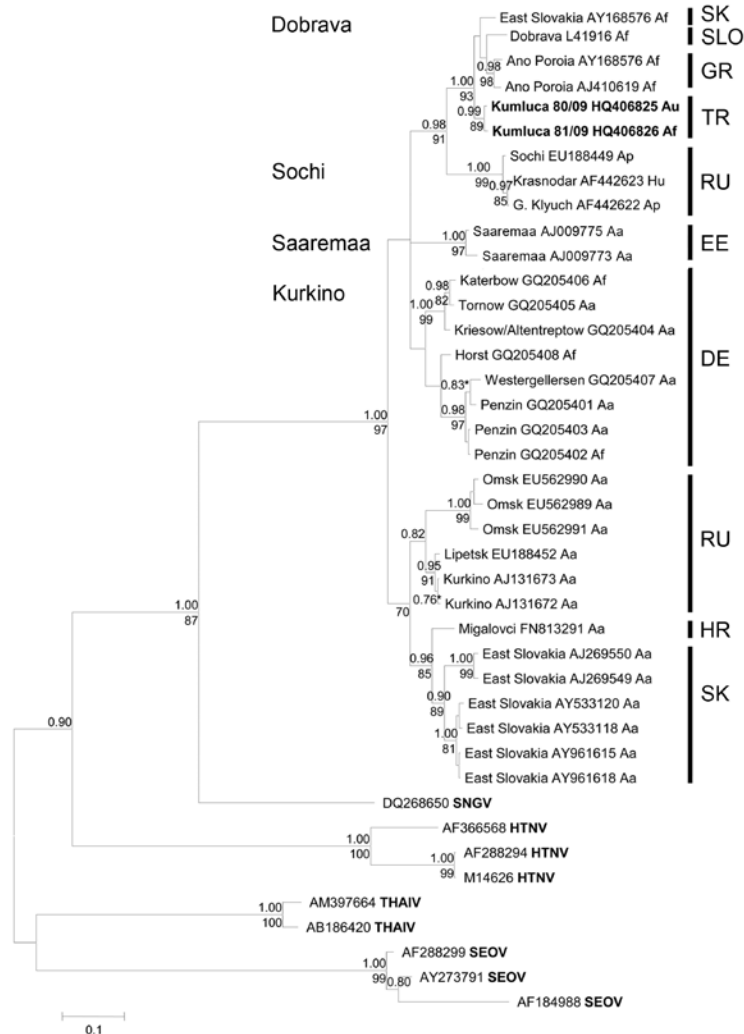 Dobrava
Sochi
Saaremaa
Kurkino
East Slovakia AY168576 Af
Dobrava L41916 Af
Ano Poroia AY168576 Af
Ano Poroia AJ410619 Af
Kumluca 80/09 HQ406825 Au
Kumluca 81/09 HQ406826 Af
Sochi EU188449 Ap
Krasnodar AF442623 Hu
G. Klyuch AF442622 Ap
Saaremaa AJ009775 Aa
Saaremaa AJ009773 Aa
Katerbow GQ205406 Af
Tornow GQ205405 Aa
Kriesow/Altentreptow GQ205404 Aa
Horst GQ205408 Af
Westergellersen GQ205407 Aa
Penzin GQ205401 Aa
Penzin GQ205403 Aa
Penzin GQ205402 Af
Omsk EU562990 Aa
Omsk EU562989 Aa
Omsk EU562991 Aa
Lipetsk EU188452 Aa
Kurkino AJ131673 Aa
Kurkino AJ131672 Aa
Migalovci FN813291 Aa
East Slovakia AJ269550 Aa
East Slovakia AJ269549 Aa
East Slovakia AY533120 Aa
East Slovakia AY533118 Aa
East Slovakia AY961615 Aa
East Slovakia AY961618 Aa
DQ268650 SNGV
AF366568 HTNV
AF288294 HTNV
M14626 HTNV
AM397664 THAIV
AB186420 THAIV
AF288299 SEOV
AY273791 SEOV
AF184988 SEOV
SK
SLO
GR
TR
RU
EE
DE
RU
HR
SK
0.98
98
1.00
93
0.99
89
0.98
91
1.00
99
0.97
85
1.00
97
0.98
82
1.00
99
0.83*
0.98
97
1.00
97
1.00
99
0.82
0.95
91
0.76*
70
0.96
85
1.00
99
0.90
89
1.00
81
1.00
87
0.90
1.00
100
1.00
99
1.00
100
1.00
99
0.80
0.1